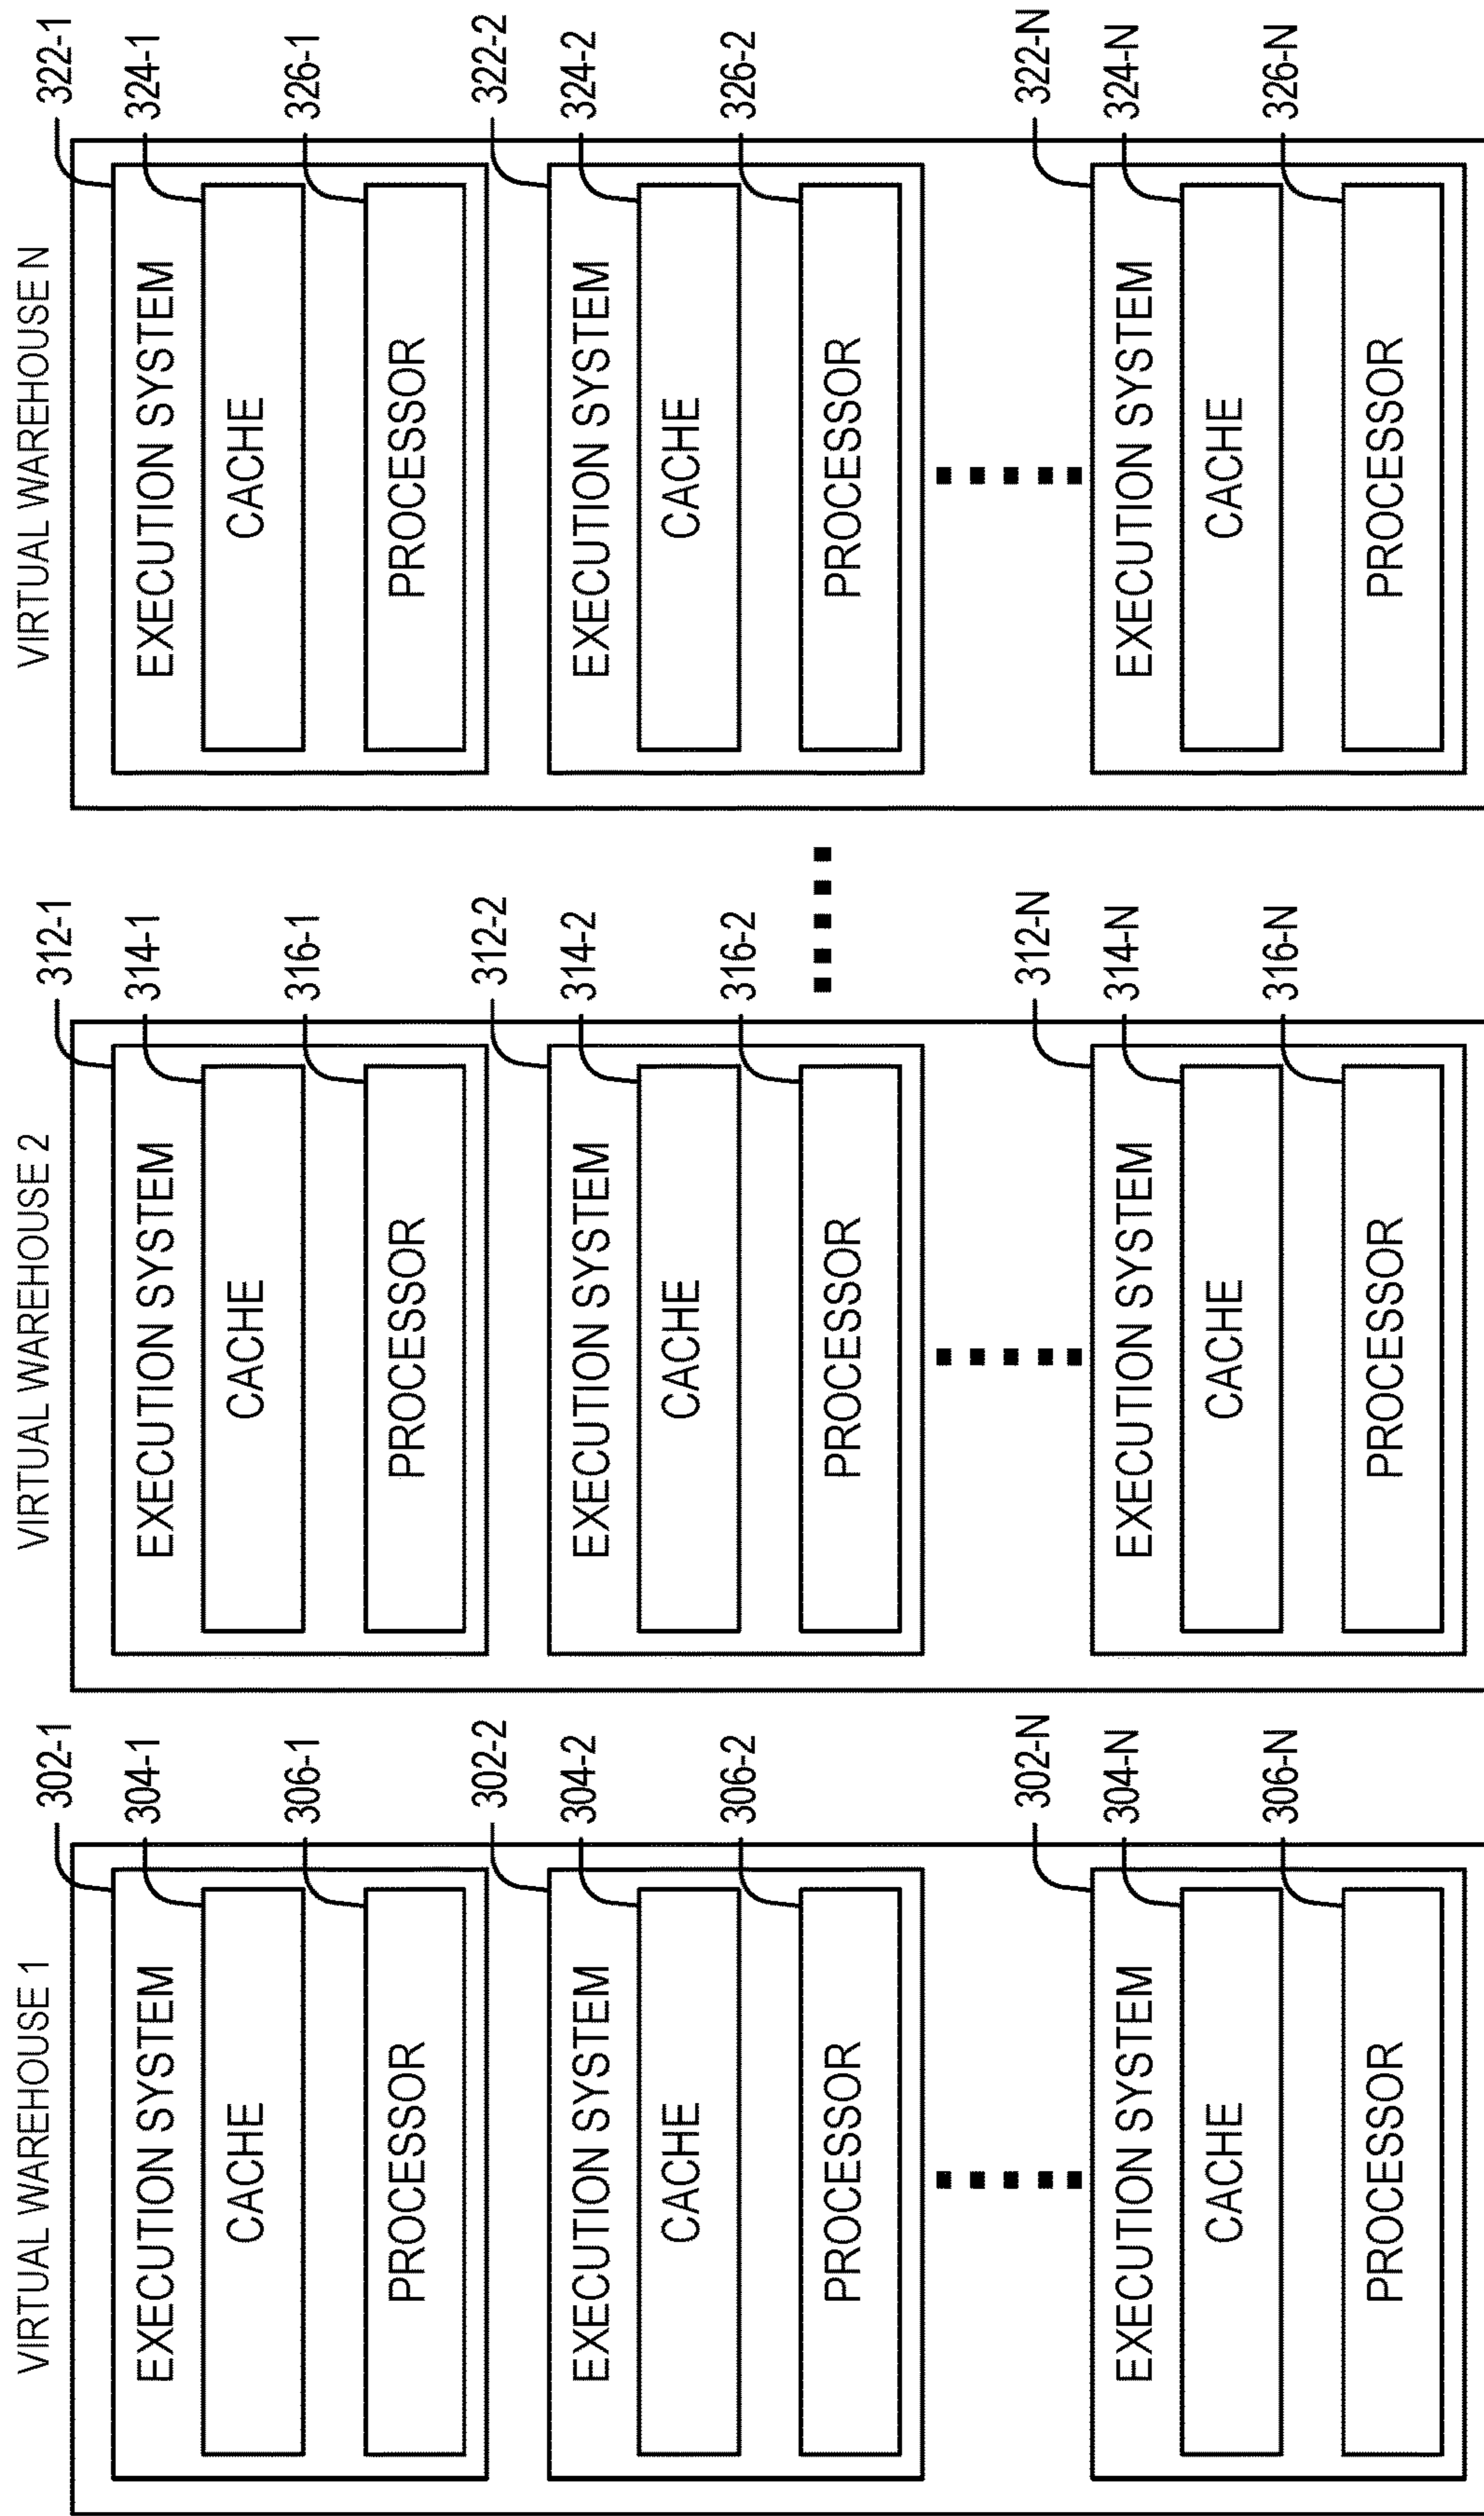 VIRTUAL WAREHOUSE 1
302-1
EXECUTION SYSTEM
304-1
CACHE
306-1
PROCESSOR
302-2
EXECUTION SYSTEM
304-2
CACHE
306-2
PROCESSOR
302-N
EXECUTION SYSTEM
304-N
CACHE
306-N
PROCESSOR
VIRTUAL WAREHOUSE 2
312-1
EXECUTION SYSTEM
314-1
CACHE
316-1
PROCESSOR
312-2
EXECUTION SYSTEM
314-2
CACHE
316-2
PROCESSOR
312-N
EXECUTION SYSTEM
314-N
CACHE
316-N
PROCESSOR
VIRTUAL WAREHOUSE N
322-1
EXECUTION SYSTEM
324-1
CACHE
326-1
PROCESSOR
322-2
EXECUTION SYSTEM
324-2
CACHE
326-2
PROCESSOR
322-N
EXECUTION SYSTEM
324-N
CACHE
326-N
PROCESSOR